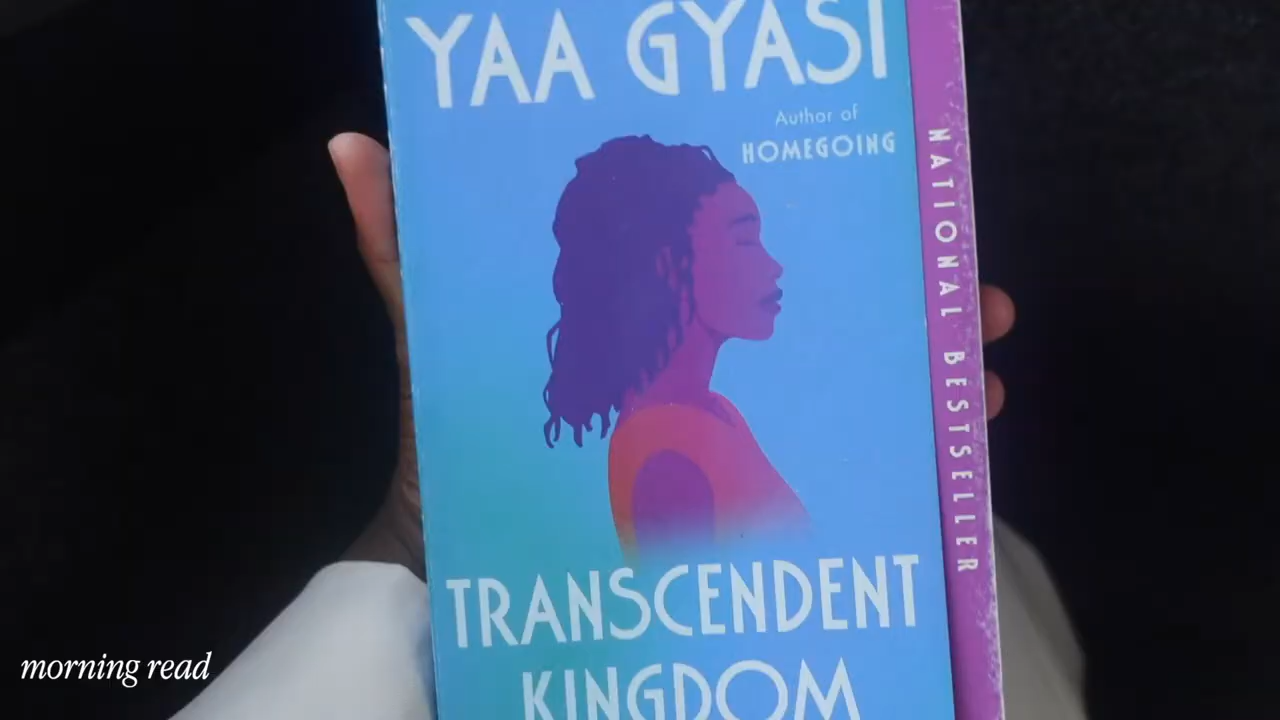 YAA GYASI
Author of
HOMEGOING
NATIONAL BESTSELLER
TRANSCENDENT
KINGDOM
morning read